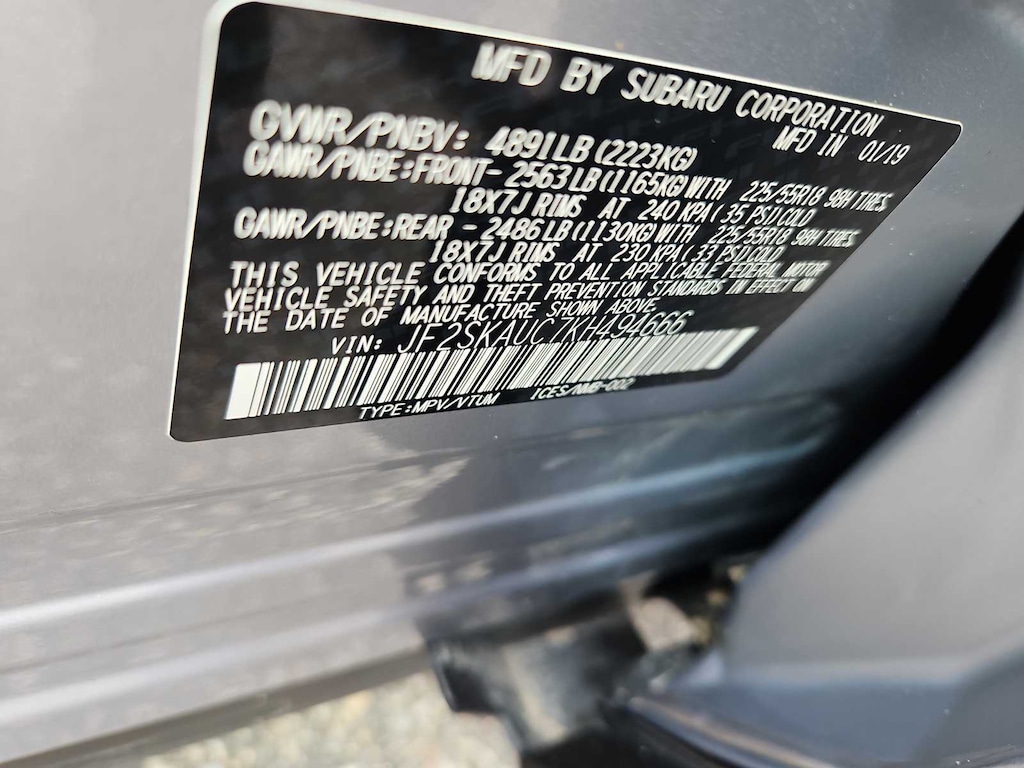 MFD BY SUBARU CORPORATION
MFD IN 01/19
GVWR/PNBV: 4891LB(2223KG)
GAWR/PNBE:FRONT-2563LB(1165KG)WITH 225/55R18 98H TIRES,
18X7J RIMS AT 240 KPA(35 PSI)COLD
GAWR/PNBE:REAR -2486LB(1130KG)WITH 225/55R18 98H TIRES,
18X7J RIMS AT 230 KPA(33 PSI)COLD
THIS VEHICLE CONFORMS TO ALL APPLICABLE FEDERAL MOTOR
VEHICLE SAFETY AND THEFT PREVENTION STANDARDS IN EFFECT ON
THE DATE OF MANUFACTURE SHOWN ABOVE.
VIN: JF2SKAUC7KH494666
TYPE:MPV/VTUM ICES/NMB-002